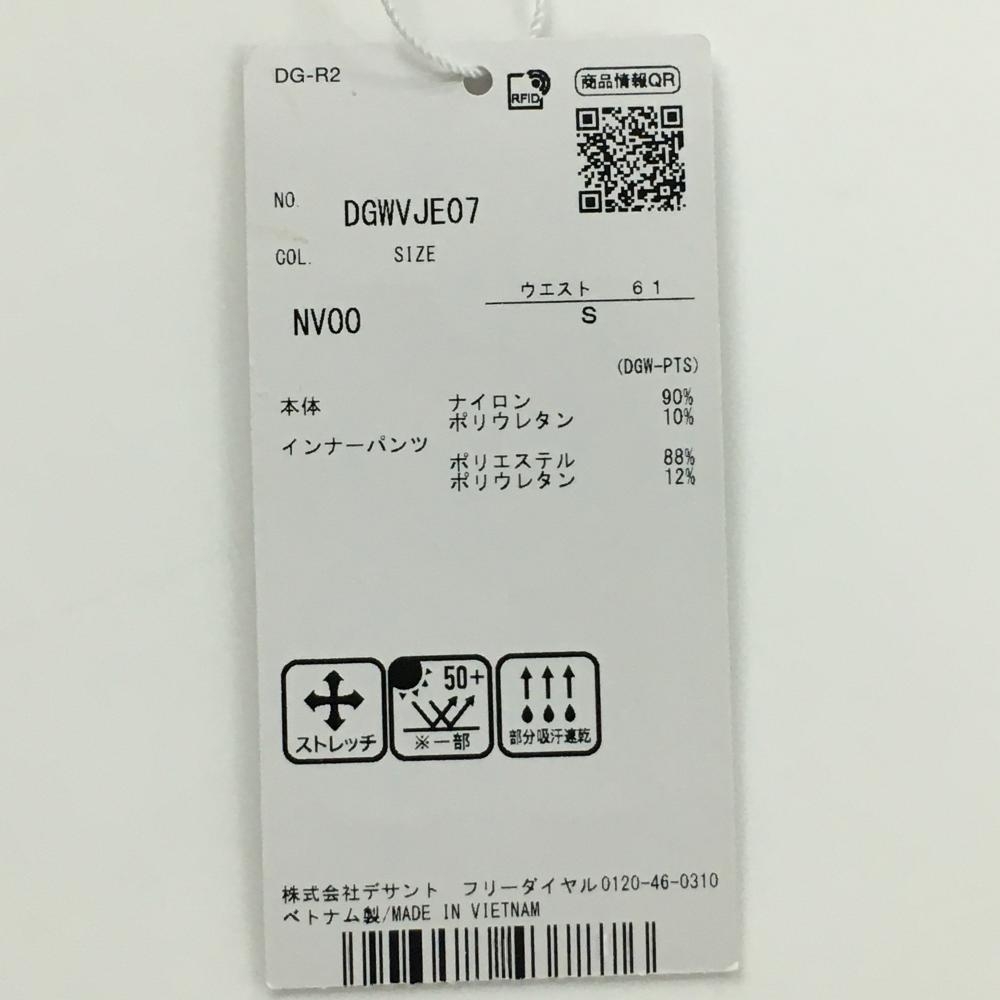 DG-R2
RFID
商品情報QR
NO. DGWVJE07
COL. SIZE
ウエスト 61
NV00 S
(DGW-PTS)
本体 ナイロン 90%
ポリウレタン 10%
インナーパンツ
ポリエステル 88%
ポリウレタン 12%
ストレッチ
50+
※一部
部分吸汗速乾
株式会社デサント フリーダイヤル0120-46-0310
ベトナム製/MADE IN VIETNAM